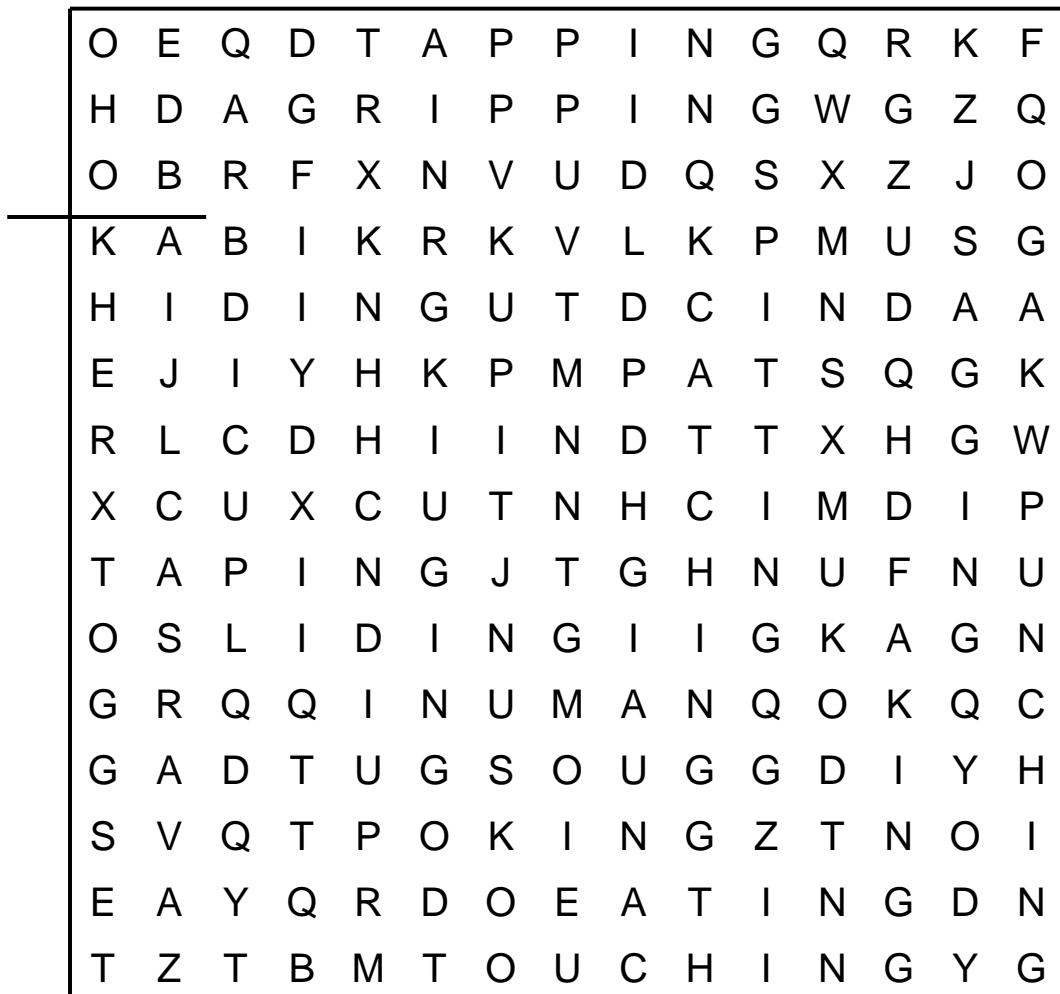 O E Q D T A P P I N G Q R K F
H D A G R I P P I N G W G Z Q
O B R F X N V U D Q S X Z J O
K A B I K R K V L K P M U S G
H I D I N G U T D C I N D A A
E J I Y H K P M P A T S Q G K
R L C D H I I N D T T X H G W
X C U X C U T N H C I M D I P
T A P I N G J T G H N U F N U
O S L I D I N G I I G K A G N
G R Q Q I N U M A N Q O K Q C
G A D T U G S O U G G D I Y H
S V Q T P O K I N G Z T N O I
E A Y Q R D O E A T I N G D N
T Z T B M T O U C H I N G Y G